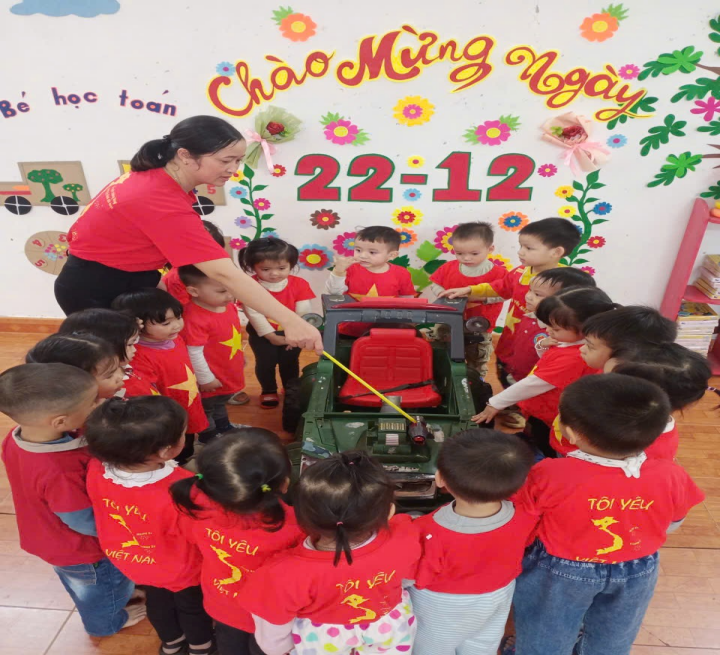 Chào Mừng Ngày
Bé học toán
22-12
TÔI YÊU
VIỆT NAM
TÔI YÊU
VIỆT
TÔI YÊU
TÔI YÊU
VIỆT NAM